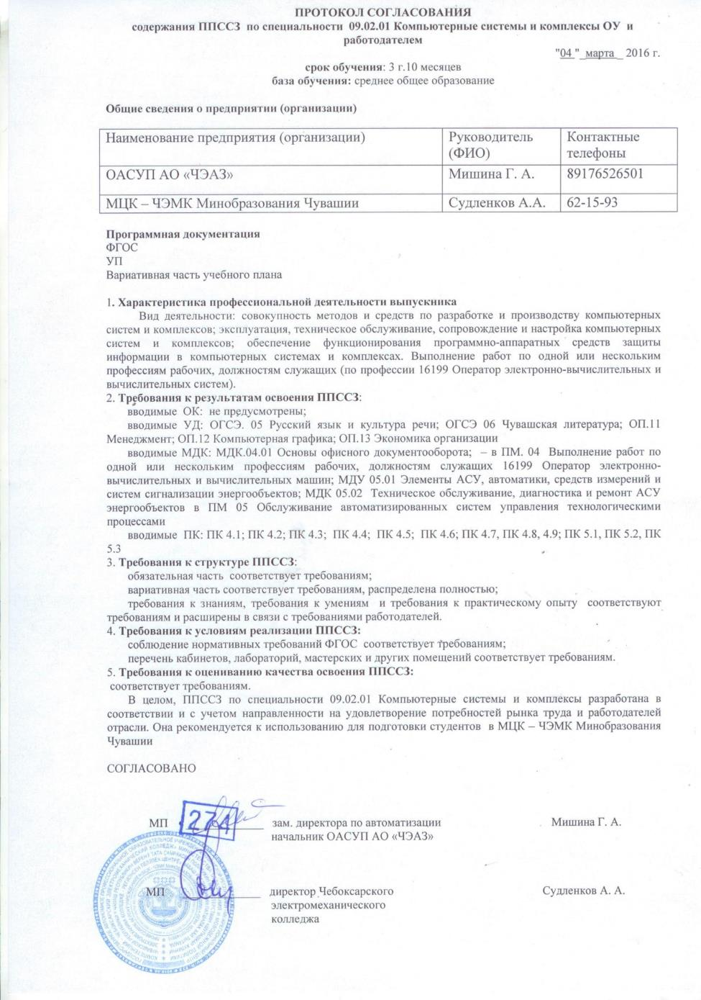 ПРОТОКОЛ СОГЛАСОВАНИЯ
содержания ППССЗ по специальности 09.02.01 Компьютерные системы и комплексы ОУ и
работодателем
"04 " марта 2016 г.
срок обучения: 3 г.10 месяцев
база обучения: среднее общее образование
Общие сведения о предприятии (организации)
Наименование предприятия (организации) Руководитель (ФИО) Контактные телефоны
ОАСУП АО «ЧЭАЗ» Мишина Г. А. 89176526501
МЦК – ЧЭМК Минобразования Чувашии Судленков А.А. 62-15-93
Программная документация
ФГОС
УП
Вариативная часть учебного плана
1. Характеристика профессиональной деятельности выпускника
Вид деятельности: совокупность методов и средств по разработке и производству компьютерных
систем и комплексов; эксплуатация, техническое обслуживание, сопровождение и настройка компьютерных
систем и комплексов; обеспечение функционирования программно-аппаратных средств защиты
информации в компьютерных системах и комплексах. Выполнение работ по одной или нескольким
профессиям рабочих, должностям служащих (по профессии 16199 Оператор электронно-вычислительных и
вычислительных систем).
2. Требования к результатам освоения ППССЗ:
вводимые ОК: не предусмотрены;
вводимые УД: ОГСЭ. 05 Русский язык и культура речи; ОГСЭ 06 Чувашская литература; ОП.11
Менеджмент; ОП.12 Компьютерная графика; ОП.13 Экономика организации
вводимые МДК: МДК.04.01 Основы офисного документооборота; – в ПМ. 04 Выполнение работ по
одной или нескольким профессиям рабочих, должностям служащих 16199 Оператор электронно-
вычислительных и вычислительных машин; МДУ 05.01 Элементы АСУ, автоматики, средств измерений и
систем сигнализации энергообъектов; МДК 05.02 Техническое обслуживание, диагностика и ремонт АСУ
энергообъектов в ПМ 05 Обслуживание автоматизированных систем управления технологическими
процессами
вводимые ПК: ПК 4.1; ПК 4.2; ПК 4.3; ПК 4.4; ПК 4.5; ПК 4.6; ПК 4.7, ПК 4.8, 4.9; ПК 5.1, ПК 5.2, ПК
5.3
3. Требования к структуре ППССЗ:
обязательная часть соответствует требованиям;
вариативная часть соответствует требованиям, распределена полностью;
требования к знаниям, требования к умениям и требования к практическому опыту соответствуют
требованиям и расширены в связи с требованиями работодателей.
4. Требования к условиям реализации ППССЗ:
соблюдение нормативных требований ФГОС соответствует требованиям;
перечень кабинетов, лабораторий, мастерских и других помещений соответствует требованиям.
5. Требования к оцениванию качества освоения ППССЗ:
соответствует требованиям.
В целом, ППССЗ по специальности 09.02.01 Компьютерные системы и комплексы разработана в
соответствии и с учетом направленности на удовлетворение потребностей рынка труда и работодателей
отрасли. Она рекомендуется к использованию для подготовки студентов в МЦК – ЧЭМК Минобразования
Чувашии
СОГЛАСОВАНО
МП 274 зам. директора по автоматизации Мишина Г. А.
начальник ОАСУП АО «ЧЭАЗ»
МП директор Чебоксарского Судленков А. А.
электромеханического
колледжа